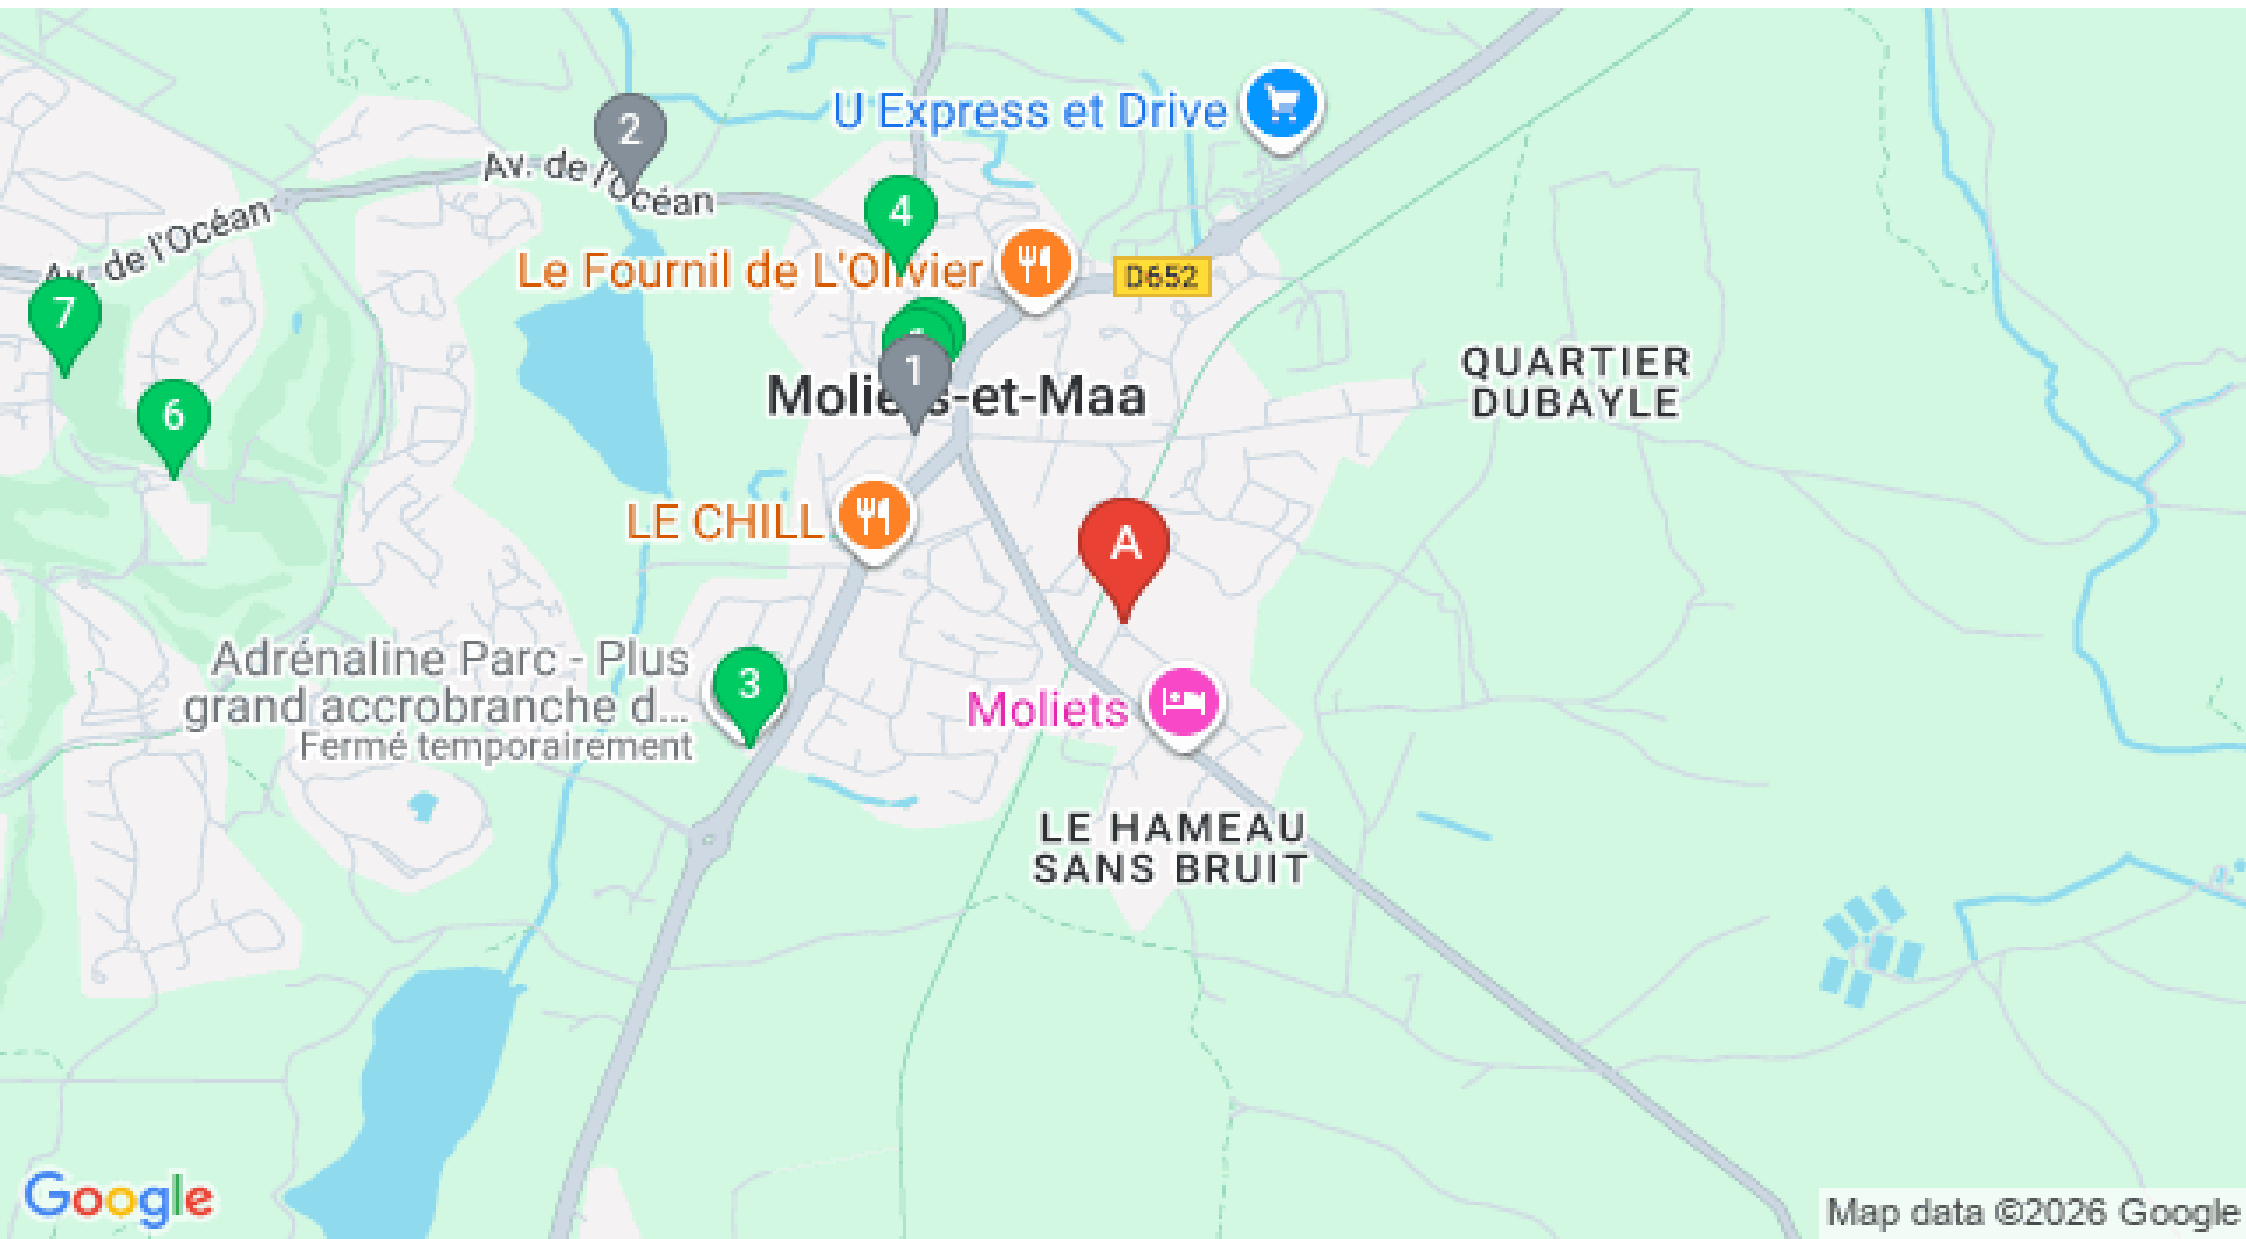 U Express et Drive
2
Av. de l'Océan
4
Av. de l'Océan
Le Fournil de L'Olivier
D652
7
1
QUARTIER
DUBAYLE
Moliets-et-Maa
6
LE CHILL
A
Adrénaline Parc - Plus
grand accrobranche d...
Fermé temporairement
3
Moliets
LE HAMEAU
SANS BRUIT
Google
Map data ©2026 Google